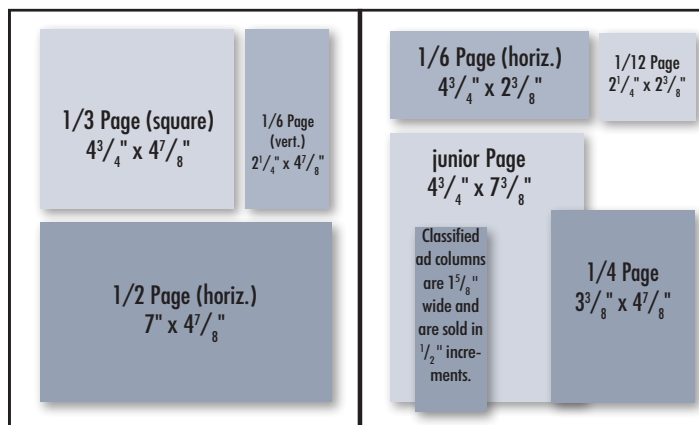 1/3 Page (square)
4³/₄" x 4⁷/₈"
1/6 Page
(vert.)
2¹/₄" x 4⁷/₈"
1/2 Page (horiz.)
7" x 4⁷/₈"
1/6 Page (horiz.)
4³/₄" x 2³/₈"
1/12 Page
2¹/₄" x 2³/₈"
junior Page
4³/₄" x 7³/₈"
Classified
ad columns
are 1⁵/₈"
wide and
are sold in
¹/₂" incre-
ments.
1/4 Page
3³/₈" x 4⁷/₈"